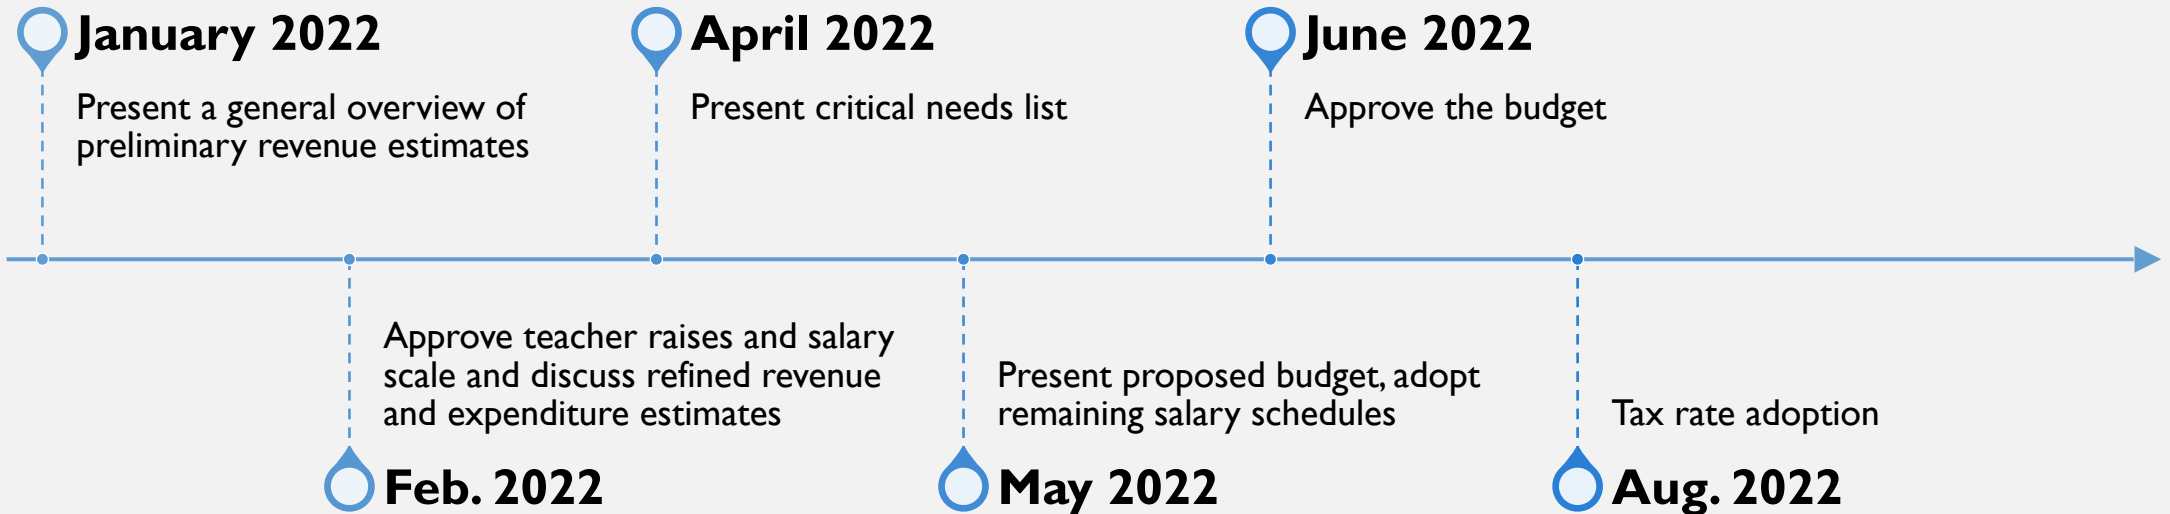 January 2022
Present a general overview of
preliminary revenue estimates
April 2022
Present critical needs list
June 2022
Approve the budget
Approve teacher raises and salary
scale and discuss refined revenue
and expenditure estimates
Feb. 2022
Present proposed budget, adopt
remaining salary schedules
May 2022
Tax rate adoption
Aug. 2022